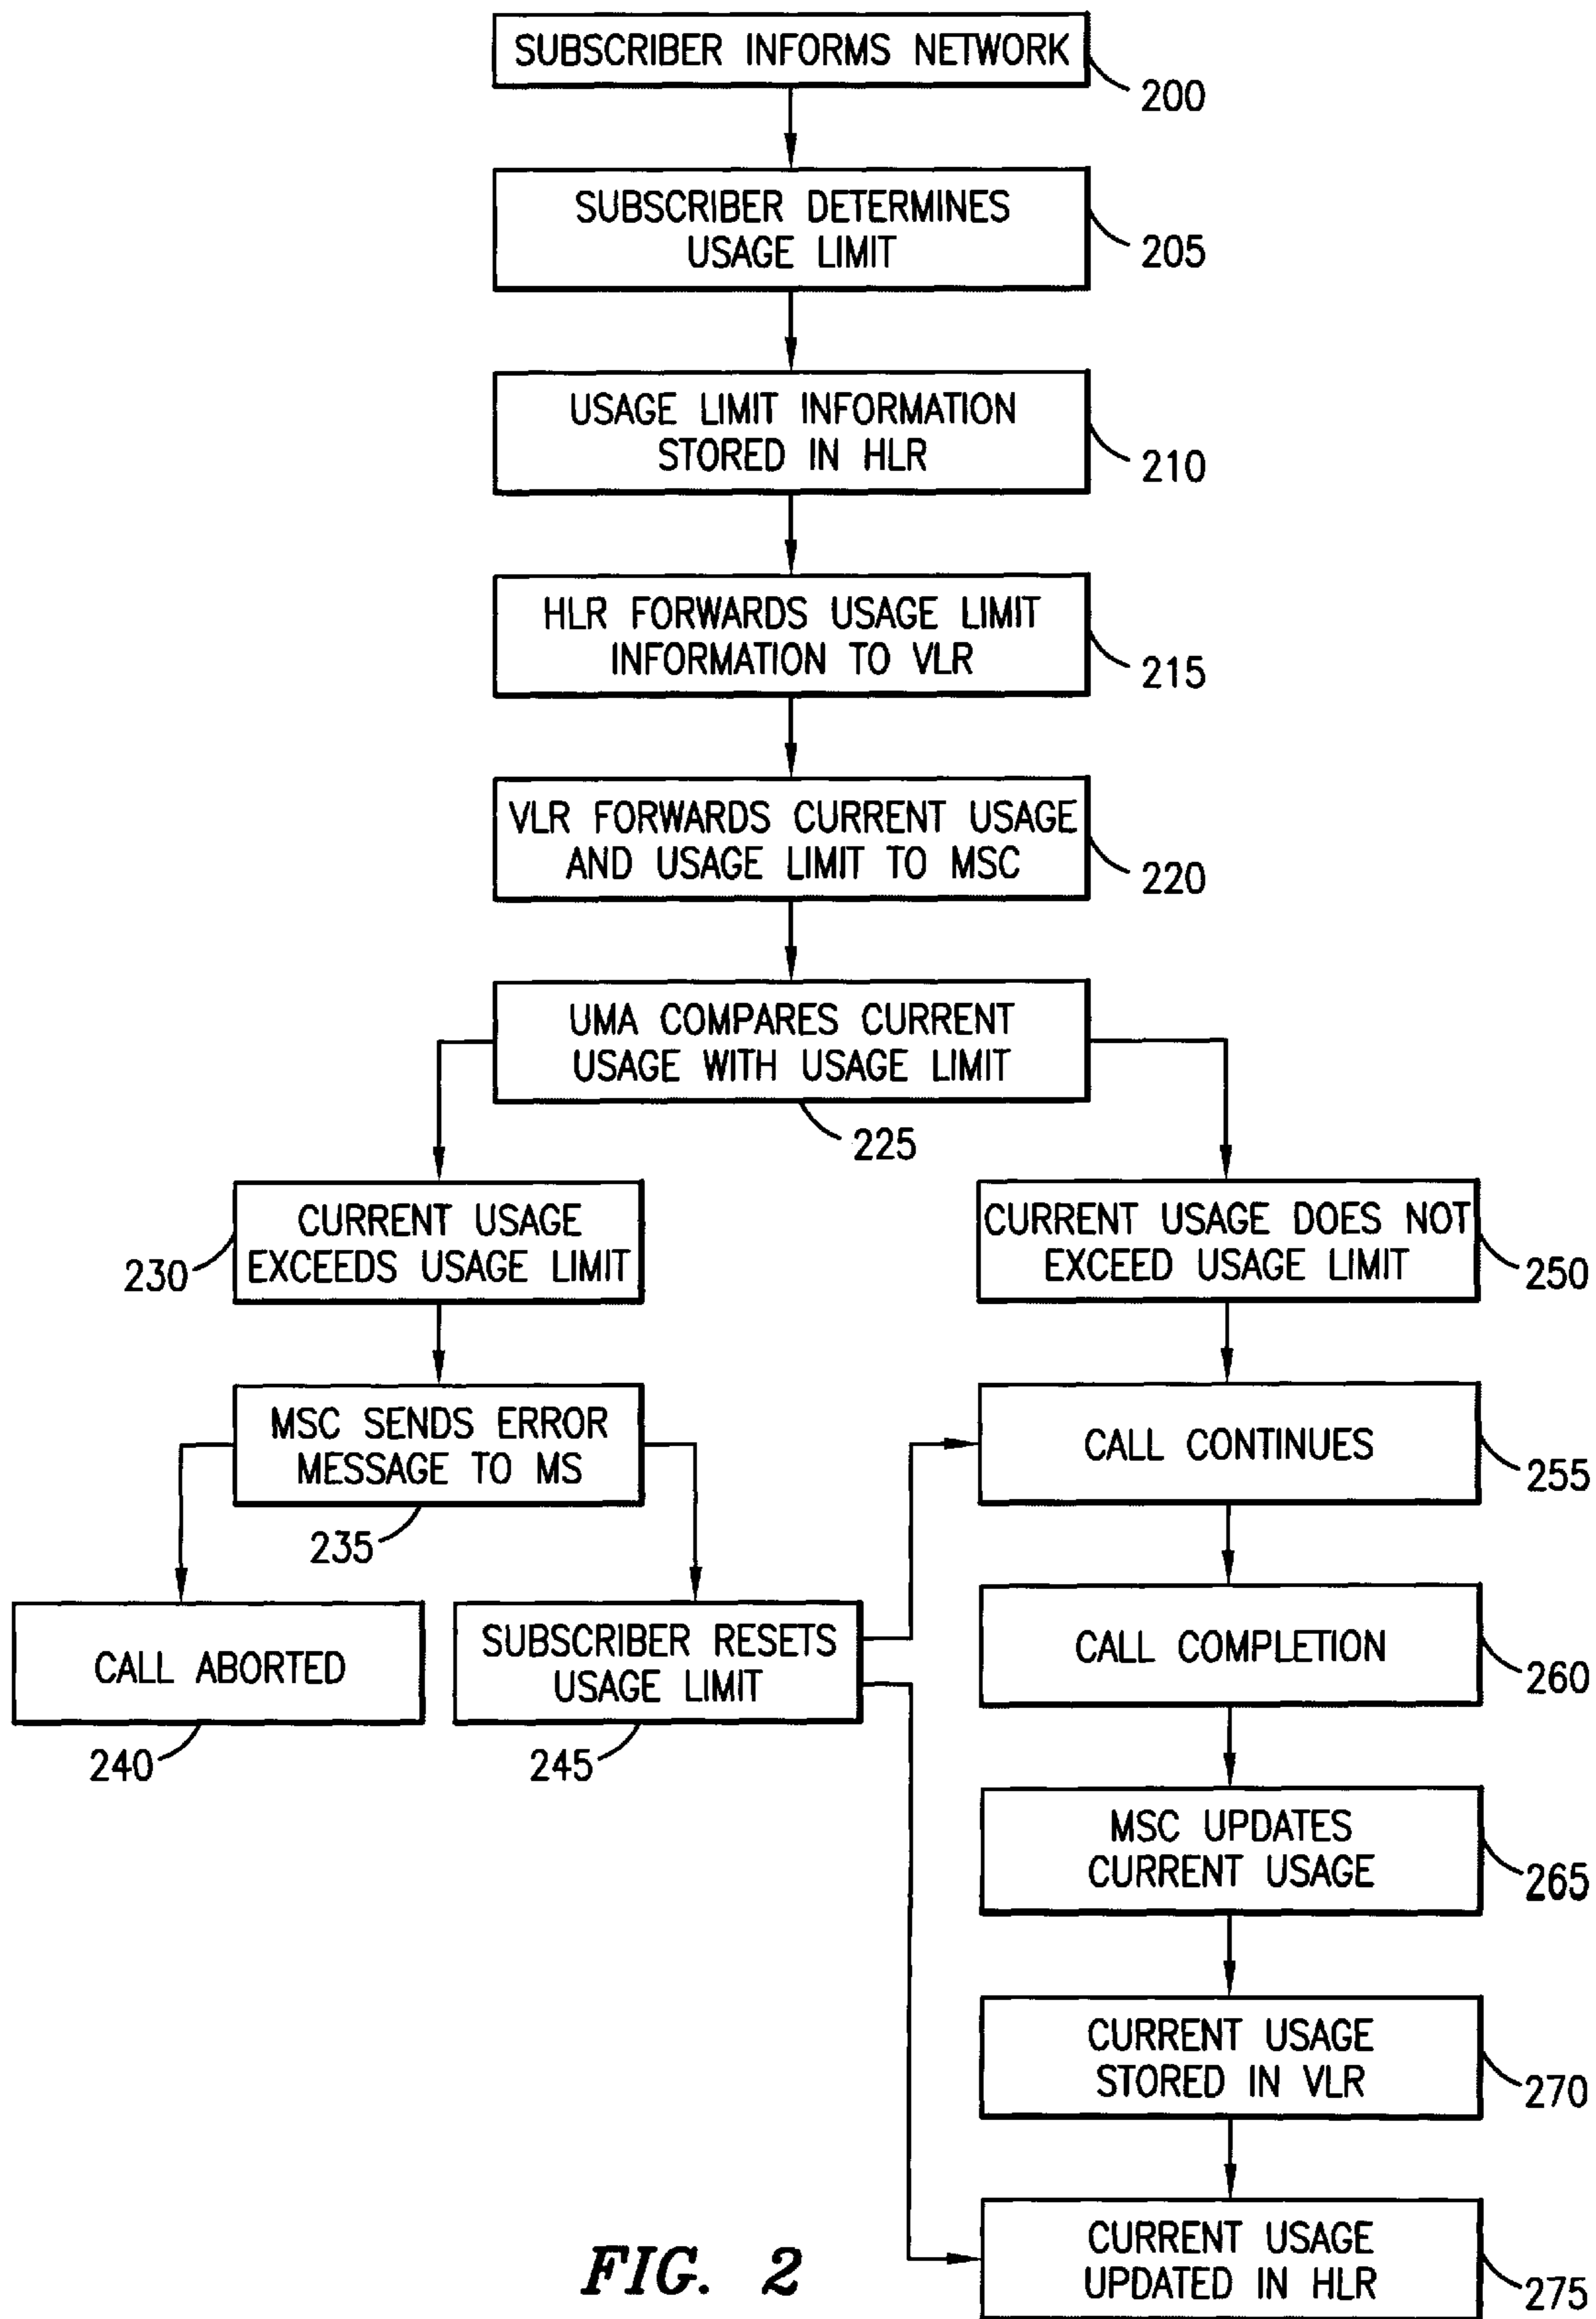 SUBSCRIBER INFORMS NETWORK
200
SUBSCRIBER DETERMINES
USAGE LIMIT
205
USAGE LIMIT INFORMATION
STORED IN HLR
210
HLR FORWARDS USAGE LIMIT
INFORMATION TO VLR
215
VLR FORWARDS CURRENT USAGE
AND USAGE LIMIT TO MSC
220
UMA COMPARES CURRENT
USAGE WITH USAGE LIMIT
225
CURRENT USAGE
EXCEEDS USAGE LIMIT
230
CURRENT USAGE DOES NOT
EXCEED USAGE LIMIT
250
MSC SENDS ERROR
MESSAGE TO MS
235
CALL CONTINUES
255
CALL ABORTED
240
SUBSCRIBER RESETS
USAGE LIMIT
245
CALL COMPLETION
260
MSC UPDATES
CURRENT USAGE
265
CURRENT USAGE
STORED IN VLR
270
CURRENT USAGE
UPDATED IN HLR
275
FIG. 2